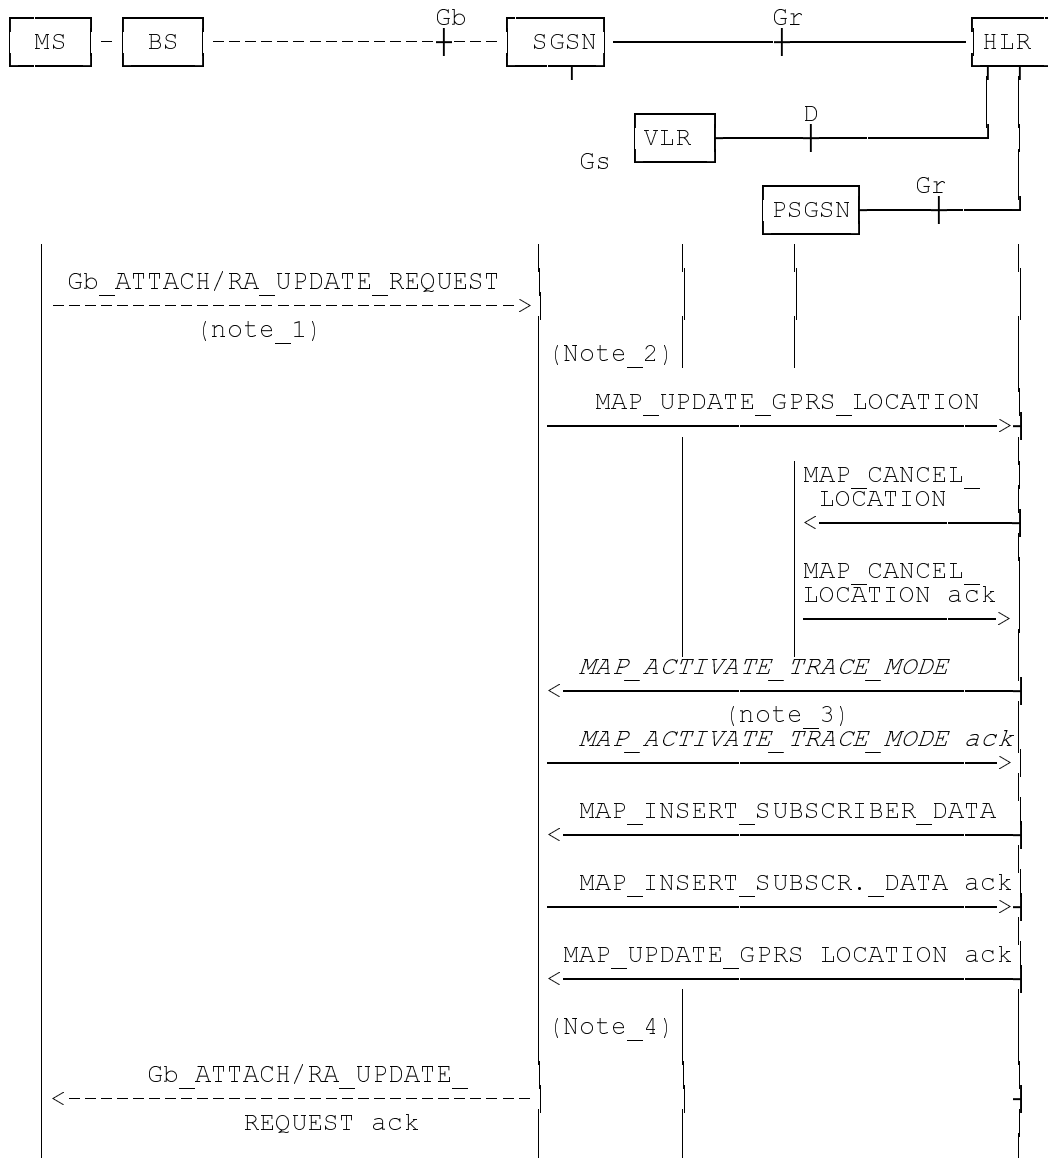 Gb Gr
MS BS SGSN HLR
D
VLR
Gs
Gr
PSGSN
Gb_ATTACH/RA_UPDATE_REQUEST
(note_1)
(Note_2)
MAP_UPDATE_GPRS_LOCATION
MAP_CANCEL_
LOCATION
MAP_CANCEL_
LOCATION ack
MAP_ACTIVATE_TRACE_MODE
(note_3)
MAP_ACTIVATE_TRACE_MODE ack
MAP_INSERT_SUBSCRIBER_DATA
MAP_INSERT_SUBSCR._DATA ack
MAP_UPDATE_GPRS LOCATION ack
(Note_4)
Gb_ATTACH/RA_UPDATE_
REQUEST ack